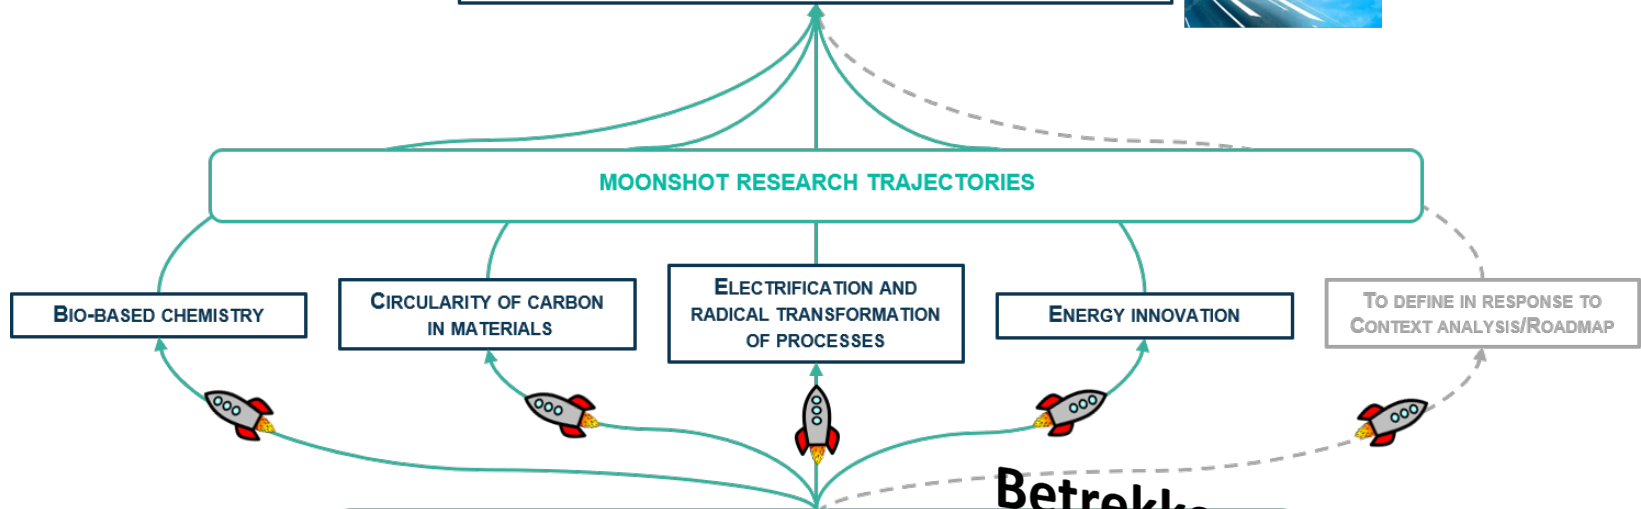 MOONSHOT RESEARCH TRAJECTORIES
BIO-BASED CHEMISTRY
CIRCULARITY OF CARBON
IN MATERIALS
ELECTRIFICATION AND
RADICAL TRANSFORMATION
OF PROCESSES
ENERGY INNOVATION
TO DEFINE IN RESPONSE TO
CONTEXT ANALYSIS/ROADMAP